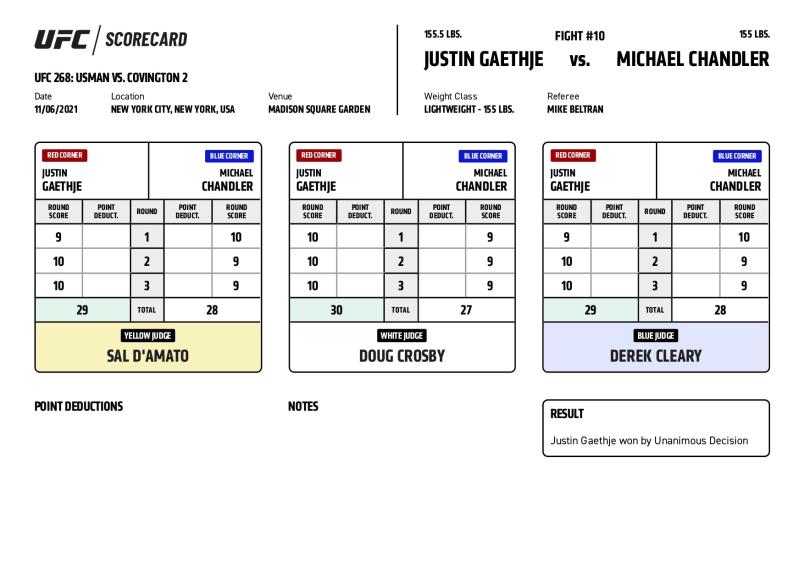 UFC / SCORECARD
UFC 268: USMAN VS. COVINGTON 2
Date Location Venue
11/06/2021 NEW YORK CITY, NEW YORK, USA MADISON SQUARE GARDEN
155.5 LBS. FIGHT #10 155 LBS.
JUSTIN GAETHJE vs. MICHAEL CHANDLER
Weight Class Referee
LIGHTWEIGHT - 155 LBS. MIKE BELTRAN
RED CORNER BLUE CORNER
JUSTIN MICHAEL
GAETHJE CHANDLER
ROUND POINT ROUND POINT ROUND
SCORE DEDUCT. DEDUCT. SCORE
9 1 10
10 2 9
10 3 9
29 TOTAL 28
YELLOW JUDGE
SAL D'AMATO
RED CORNER BLUE CORNER
JUSTIN MICHAEL
GAETHJE CHANDLER
ROUND POINT ROUND POINT ROUND
SCORE DEDUCT. DEDUCT. SCORE
10 1 9
10 2 9
10 3 9
30 TOTAL 27
WHITE JUDGE
DOUG CROSBY
RED CORNER BLUE CORNER
JUSTIN MICHAEL
GAETHJE CHANDLER
ROUND POINT ROUND POINT ROUND
SCORE DEDUCT. DEDUCT. SCORE
9 1 10
10 2 9
10 3 9
29 TOTAL 28
BLUE JUDGE
DEREK CLEARY
POINT DEDUCTIONS
NOTES
RESULT
Justin Gaethje won by Unanimous Decision